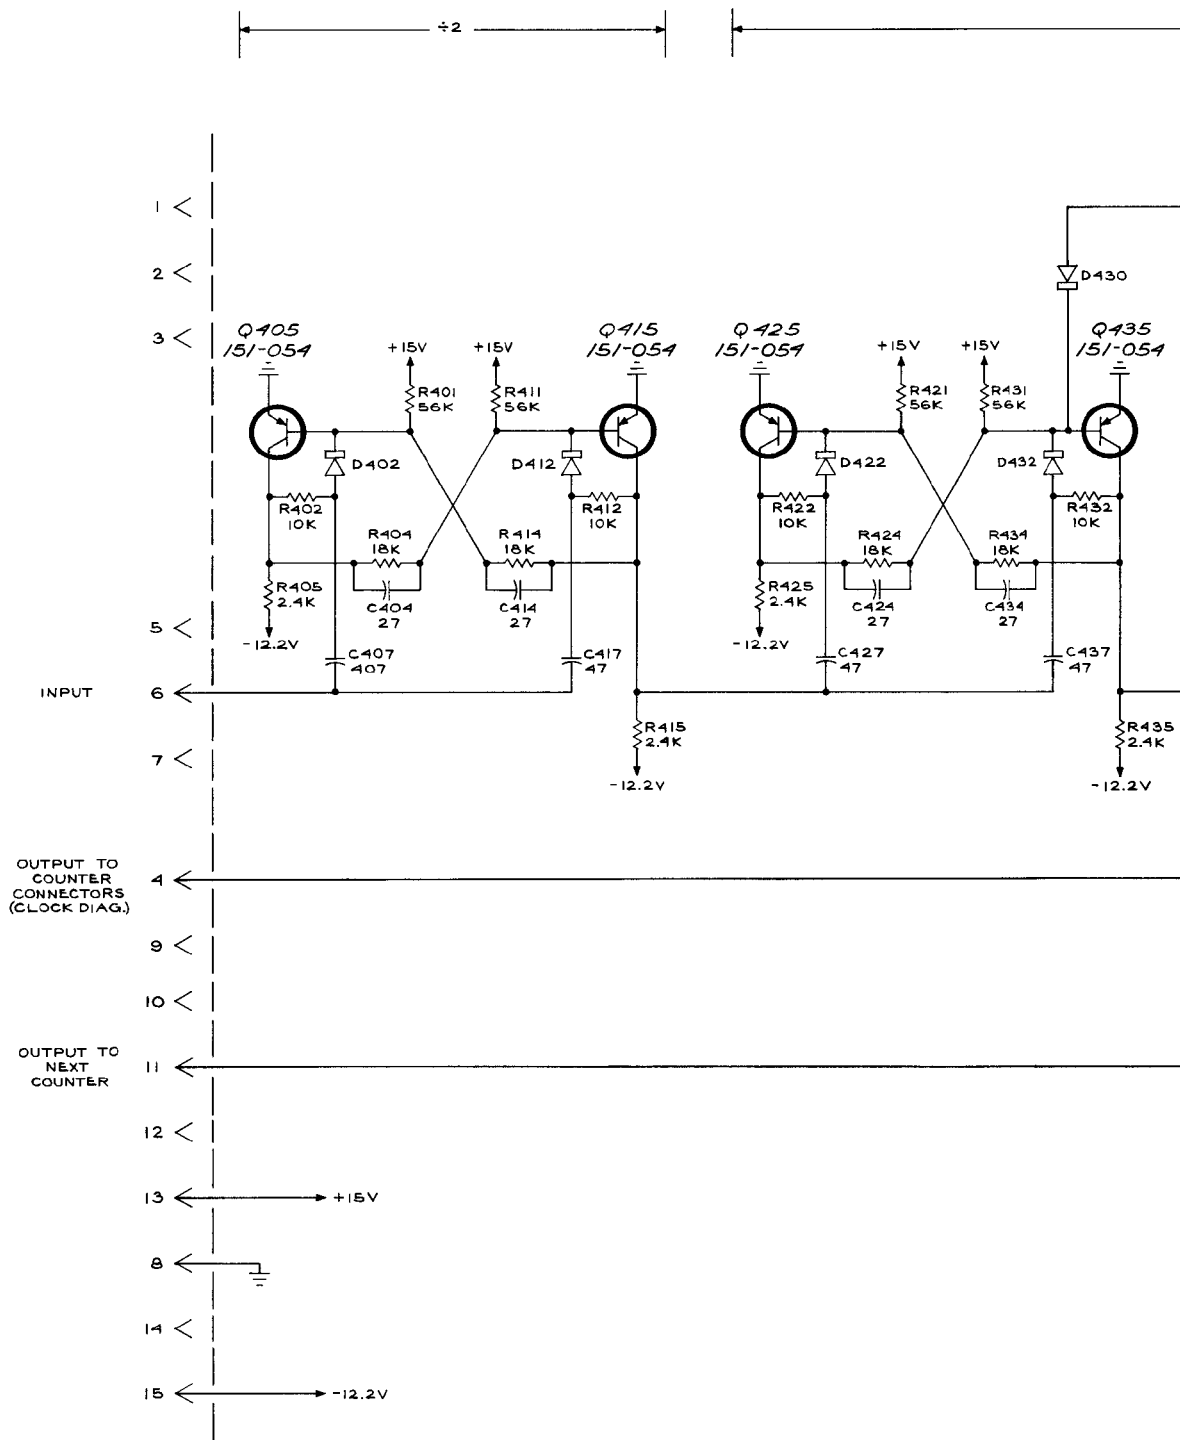 ÷2
1
2
3
Q405
151-054
Q415
151-054
Q425
151-054
Q435
151-054
D430
+15V
+15V
+15V
+15V
R401
56K
R411
56K
R421
56K
R431
56K
D402
D412
D422
D432
R402
10K
R412
10K
R422
10K
R432
10K
R404
18K
R414
18K
R424
18K
R434
18K
R405
2.4K
C404
27
C414
27
R425
2.4K
C424
27
C434
27
5
-12.2V
-12.2V
C407
407
C417
47
C427
47
C437
47
INPUT 6
R415
2.4K
R435
2.4K
7
-12.2V
-12.2V
OUTPUT TO
COUNTER
CONNECTORS
(CLOCK DIAG.)
4
9
10
OUTPUT TO
NEXT
COUNTER
11
12
13 +15V
8
14
15 -12.2V